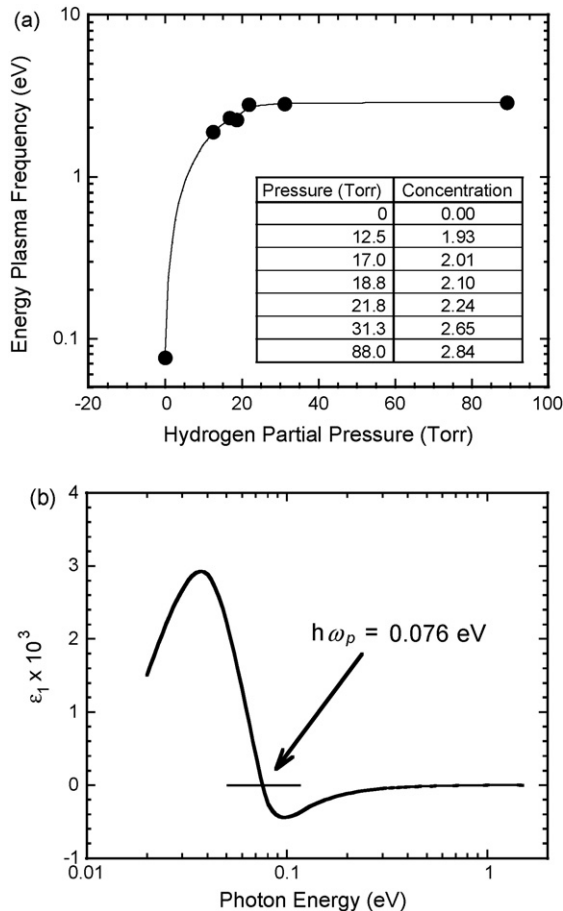 (a)
10
1
0.1
Energy Plasma Frequency (eV)
Pressure (Torr) Concentration
0 0.00
12.5 1.93
17.0 2.01
18.8 2.10
21.8 2.24
31.3 2.65
88.0 2.84
-20 0 20 40 60 80 100
Hydrogen Partial Pressure (Torr)
(b)
4
3
2
1
0
-1
ε1 x 10³
hωp = 0.076 eV
0.01 0.1 1
Photon Energy (eV)